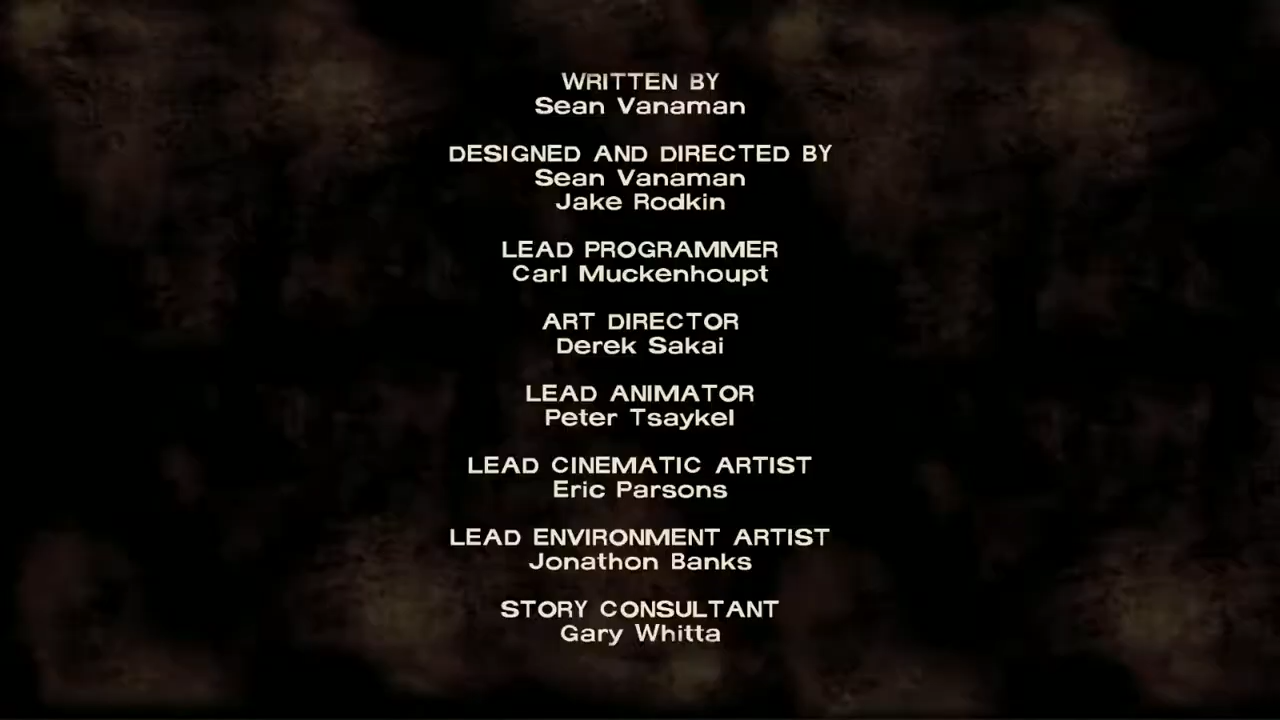 WRITTEN BY
Sean Vanaman
DESIGNED AND DIRECTED BY
Sean Vanaman
Jake Rodkin
LEAD PROGRAMMER
Carl Muckenhoupt
ART DIRECTOR
Derek Sakai
LEAD ANIMATOR
Peter Tsaykel
LEAD CINEMATIC ARTIST
Eric Parsons
LEAD ENVIRONMENT ARTIST
Jonathon Banks
STORY CONSULTANT
Gary Whitta